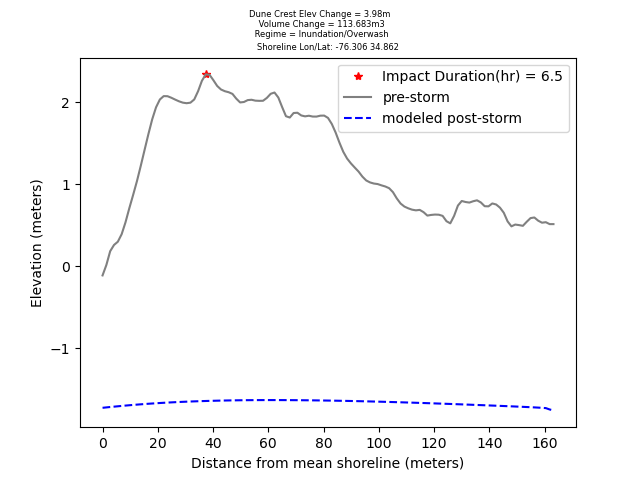 Dune Crest Elev Change = 3.98m
Volume Change = 113.683m3
Regime = Inundation/Overwash
Shoreline Lon/Lat: -76.306 34.862
Impact Duration(hr) = 6.5
pre-storm
modeled post-storm
Elevation (meters)
2
1
0
−1
0 20 40 60 80 100 120 140 160
Distance from mean shoreline (meters)